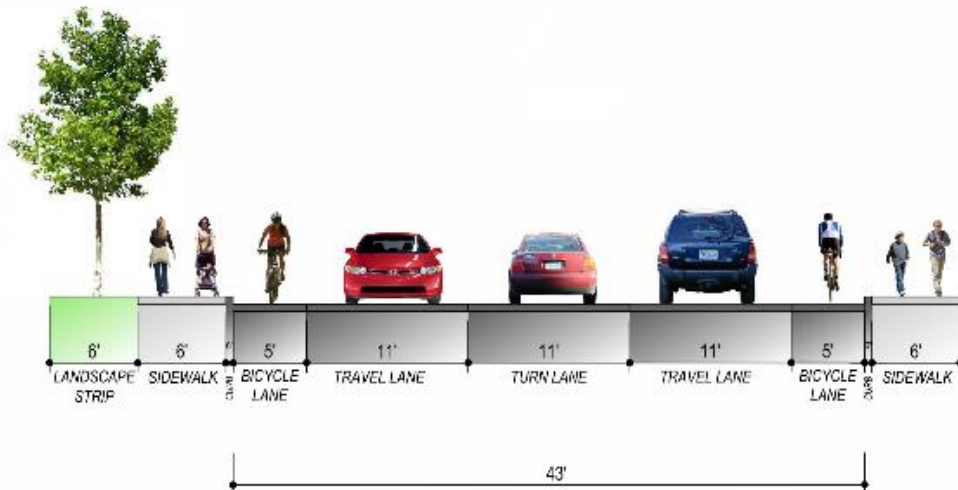 6' 6' 5' 11' 11' 11' 5' 6'
LANDSCAPE STRIP
SIDEWALK
BICYCLE LANE
TRAVEL LANE
TURN LANE
TRAVEL LANE
BICYCLE LANE
SIDEWALK
43'